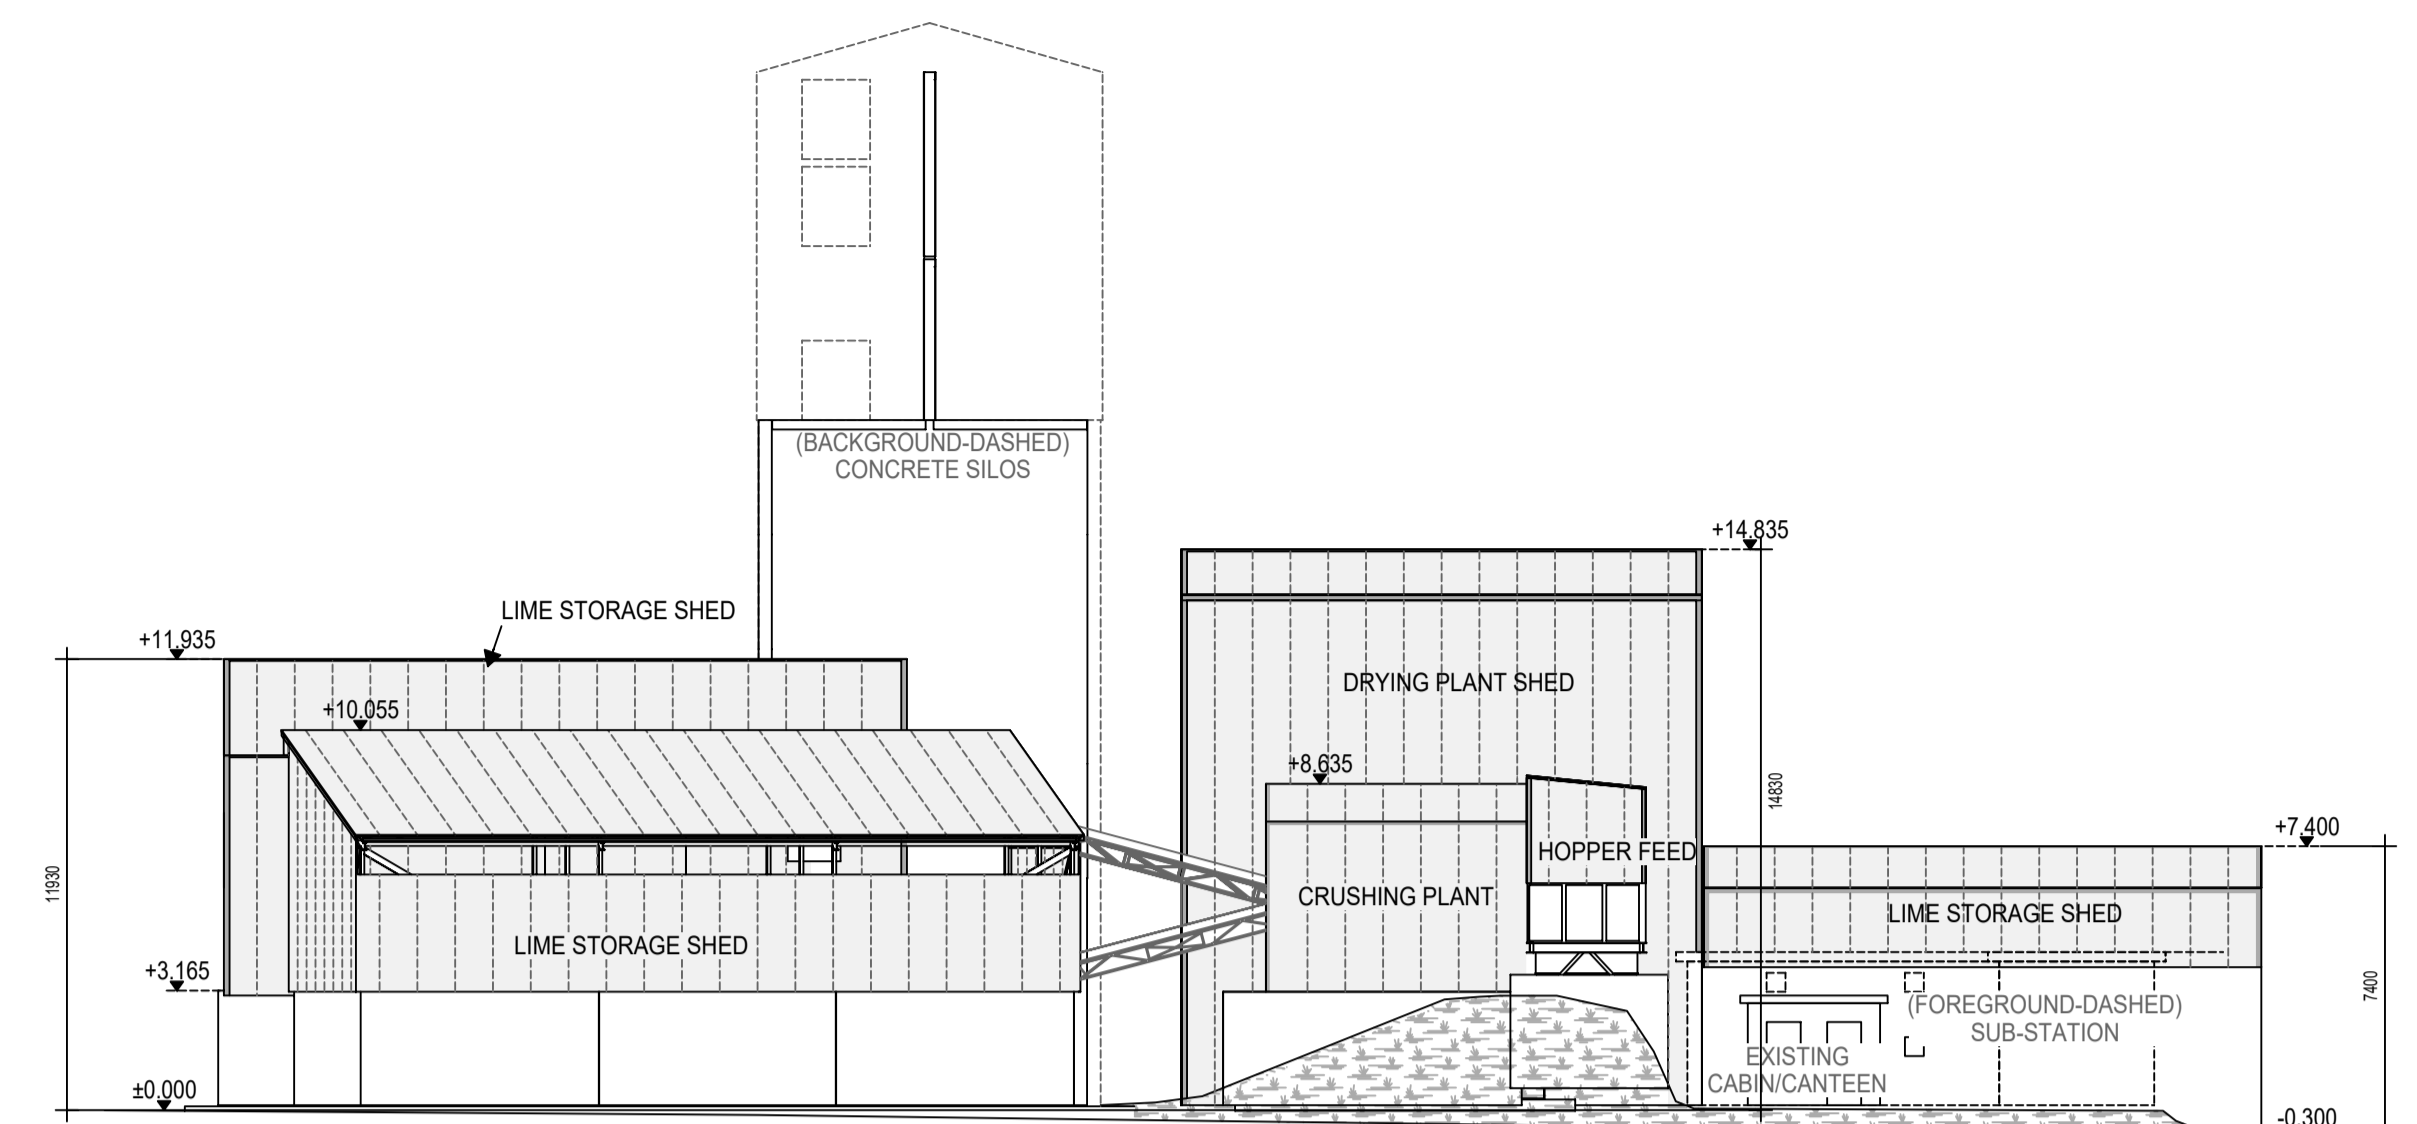 (BACKGROUND-DASHED)
CONCRETE SILOS
+14.835
LIME STORAGE SHED
+11.935
DRYING PLANT SHED
+10.055
+8.635
14830
+7.400
HOPPER FEED
11930
CRUSHING PLANT
LIME STORAGE SHED
LIME STORAGE SHED
+3.165
7400
(FOREGROUND-DASHED)
SUB-STATION
EXISTING
CABIN/CANTEEN
±0.000
-0.300